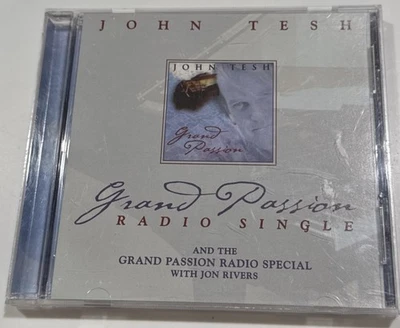 JOHN TESH
JOHN TESH
Grand
Passion
Grand Passion
RADIO SINGLE
AND THE
GRAND PASSION RADIO SPECIAL
WITH JON RIVERS